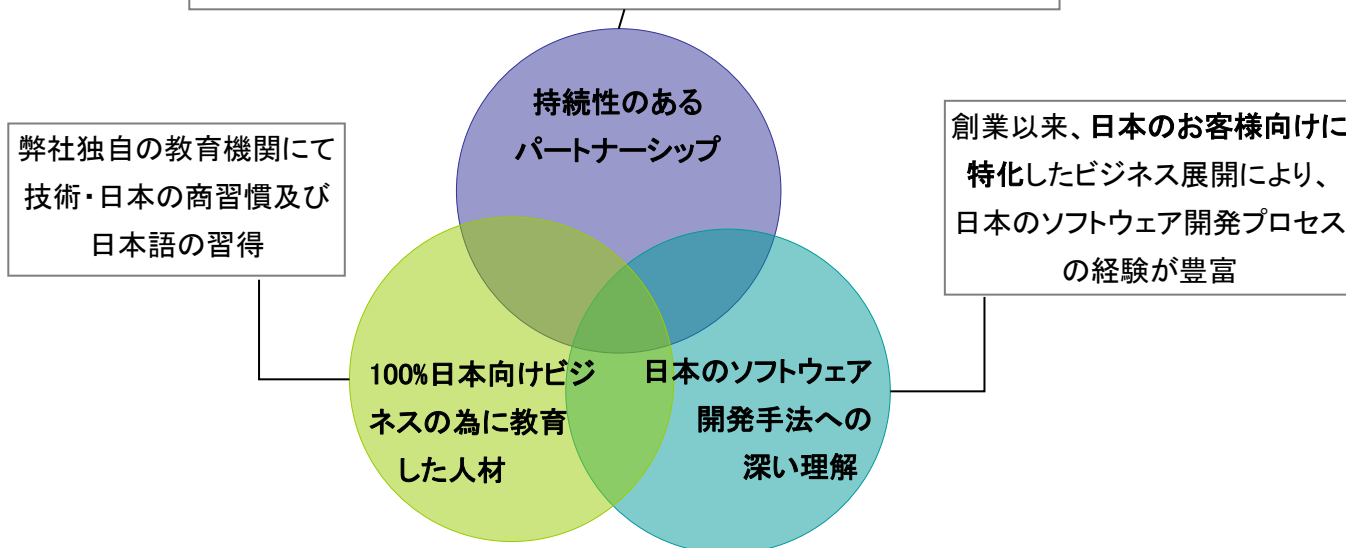 持続性のある
パートナーシップ
弊社独自の教育機関にて
技術・日本の商習慣及び
日本語の習得
創業以来、日本のお客様向けに
特化したビジネス展開により、
日本のソフトウェア開発プロセス
の経験が豊富
100%日本向けビジ
ネスの為に教育
した人材
日本のソフトウェア
開発手法への
深い理解